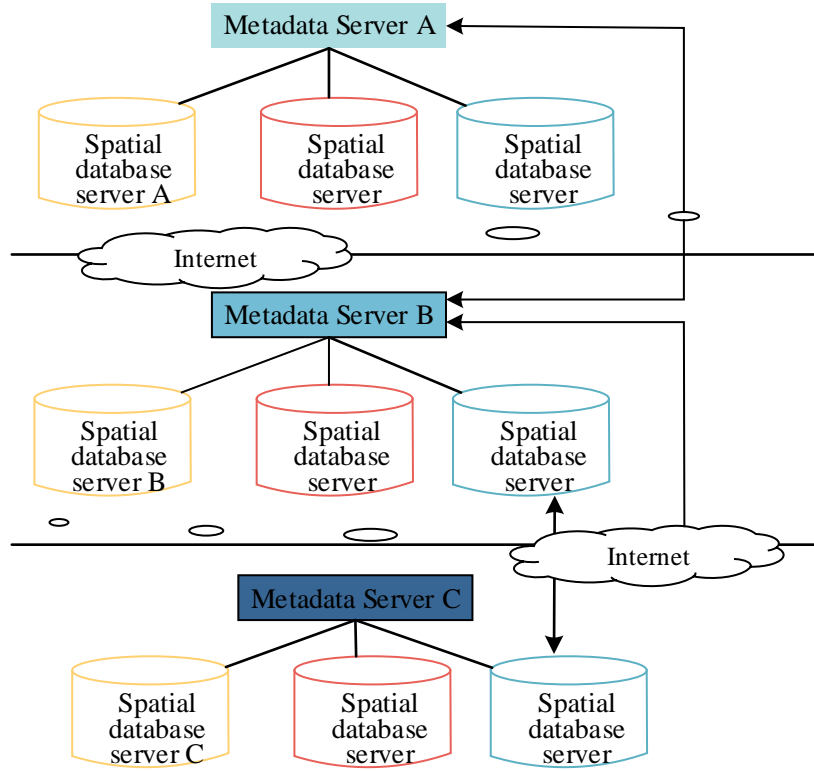 Metadata Server A
Spatial
database
server A
Spatial
database
server
Spatial
database
server
Internet
Metadata Server B
Spatial
database
server B
Spatial
database
server
Spatial
database
server
Internet
Metadata Server C
Spatial
database
server C
Spatial
database
server
Spatial
database
server